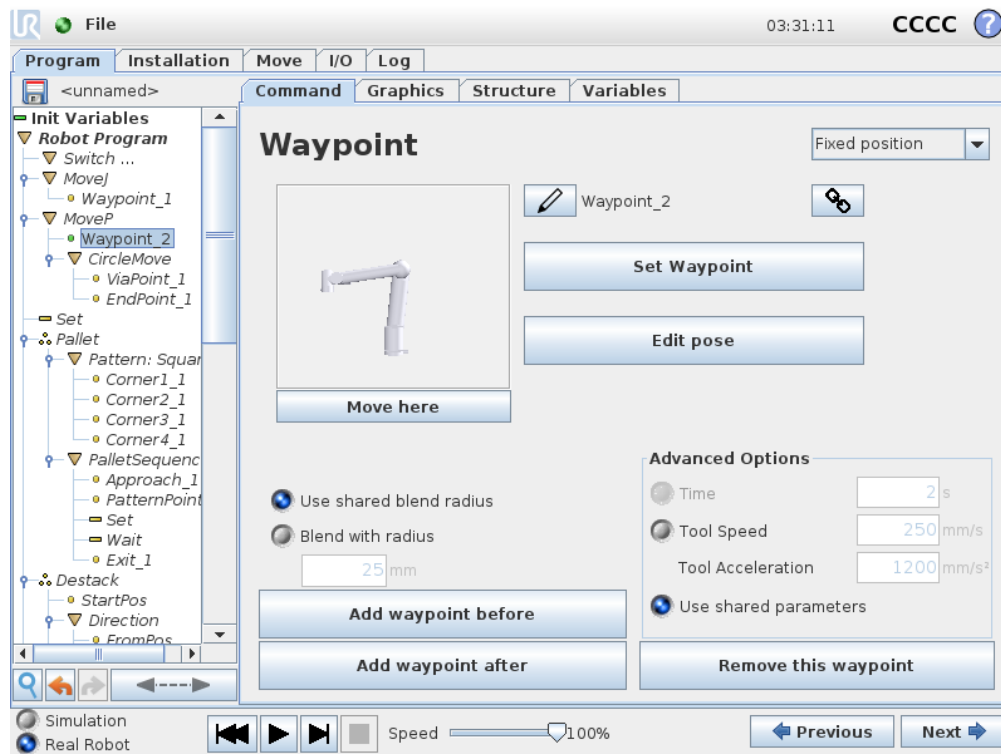 UR File 03:31:11 CCCC ?
Program Installation Move I/O Log
<unnamed> Command Graphics Structure Variables
Init Variables
Robot Program
Switch ...
MoveJ
Waypoint_1
MoveP
Waypoint_2
CircleMove
ViaPoint_1
EndPoint_1
Set
Pallet
Pattern: Squar
Corner1_1
Corner2_1
Corner3_1
Corner4_1
PalletSequenc
Approach_1
PatternPoint
Set
Wait
Exit_1
Destack
StartPos
Direction
FromPos
Waypoint
Fixed position
Waypoint_2
Set Waypoint
Edit pose
Move here
Use shared blend radius
Blend with radius
25 mm
Advanced Options
Time 2 s
Tool Speed 250 mm/s
Tool Acceleration 1200 mm/s²
Use shared parameters
Add waypoint before
Add waypoint after
Remove this waypoint
Simulation
Real Robot
Speed 100%
Previous Next